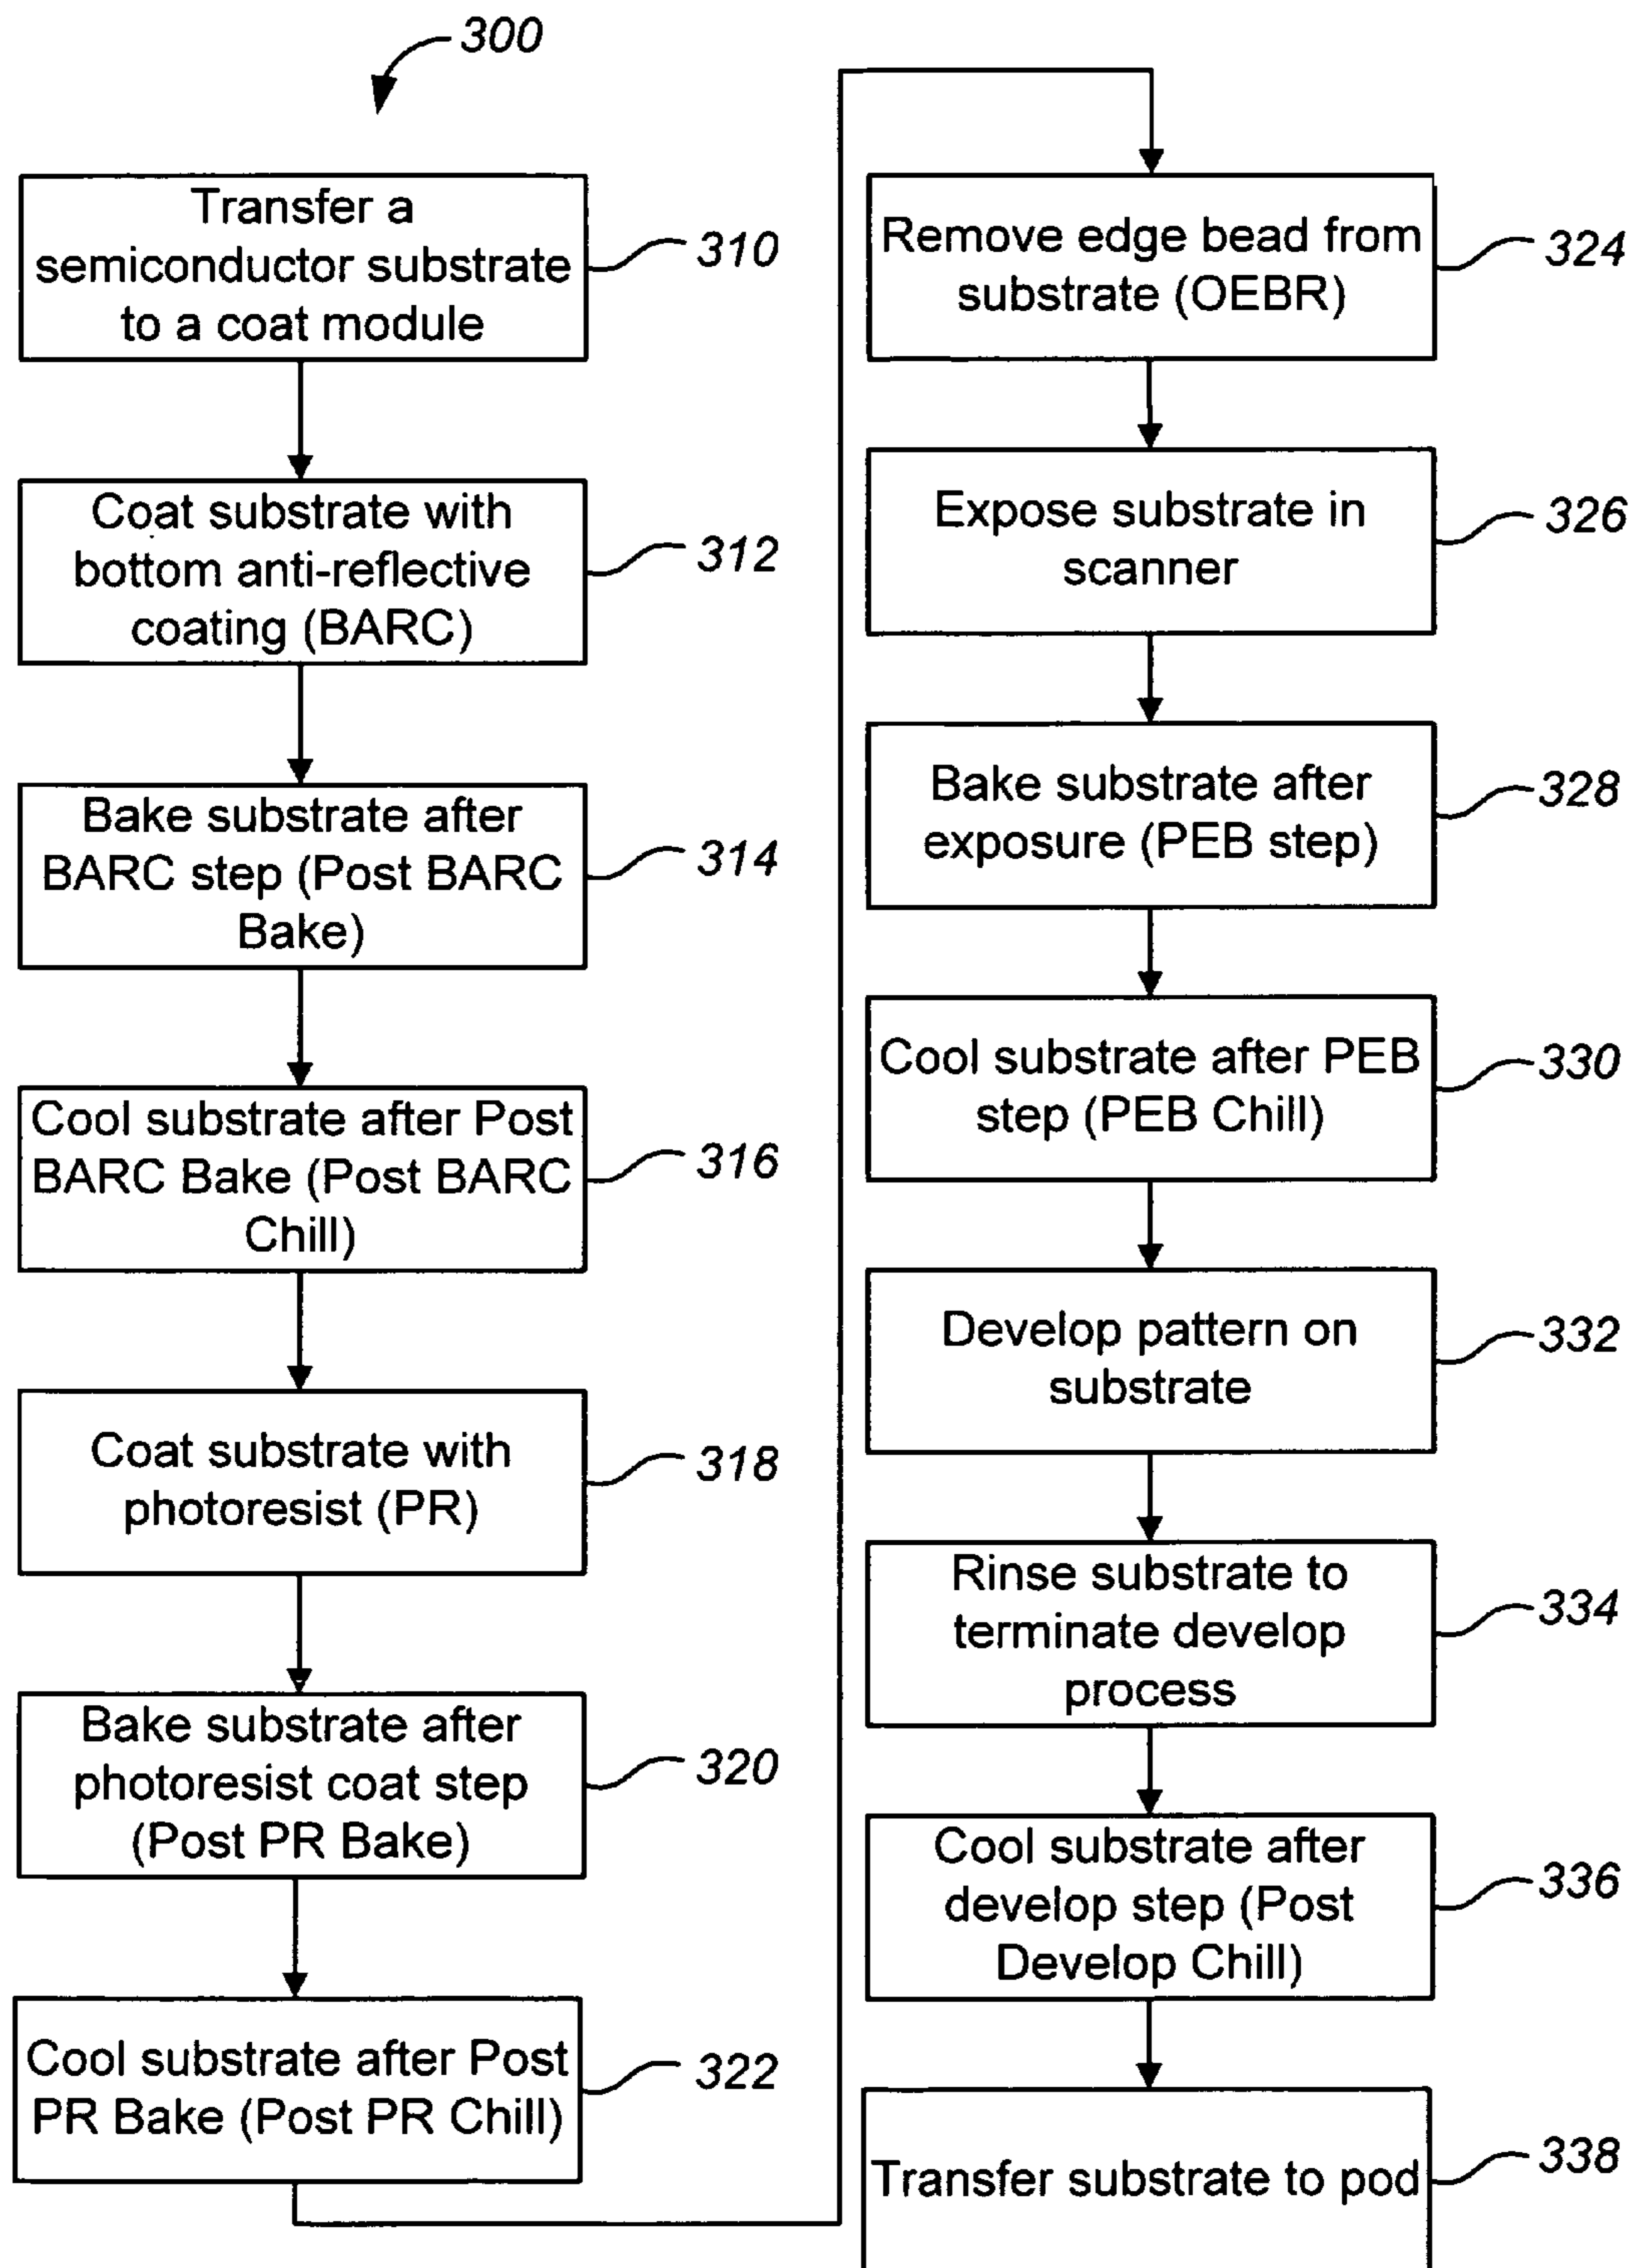 300
Transfer a
semiconductor substrate
to a coat module
310
Coat substrate with
bottom anti-reflective
coating (BARC)
312
Bake substrate after
BARC step (Post BARC
Bake)
314
Cool substrate after Post
BARC Bake (Post BARC
Chill)
316
Coat substrate with
photoresist (PR)
318
Bake substrate after
photoresist coat step
(Post PR Bake)
320
Cool substrate after Post
PR Bake (Post PR Chill)
322
Remove edge bead from
substrate (OEBR)
324
Expose substrate in
scanner
326
Bake substrate after
exposure (PEB step)
328
Cool substrate after PEB
step (PEB Chill)
330
Develop pattern on
substrate
332
Rinse substrate to
terminate develop
process
334
Cool substrate after
develop step (Post
Develop Chill)
336
Transfer substrate to pod
338